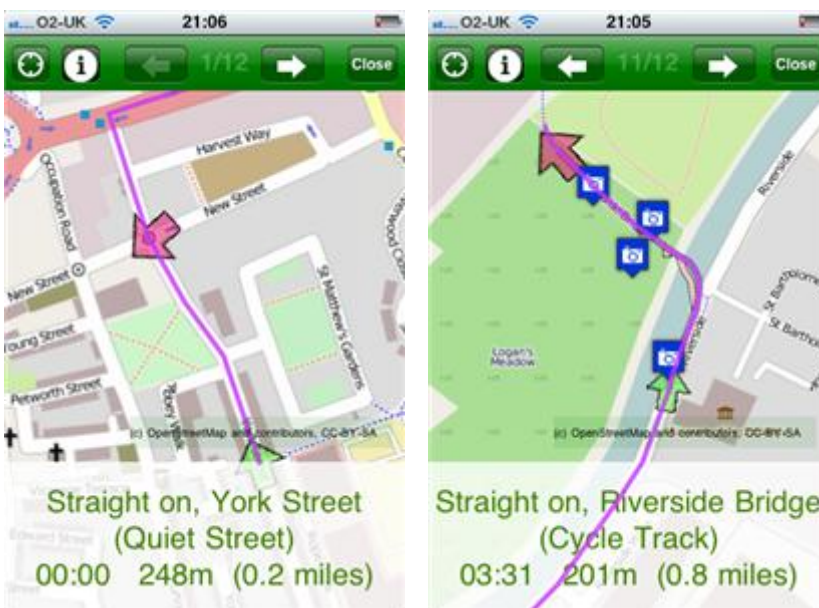 O2-UK
21:06
1/12
Close
Harvest Way
New Street
Occupation Road
New Street
Young Street
Petworth Street
St Matthew's Gardens
(c) OpenStreetMap and contributors, CC-BY-SA
Straight on, York Street
(Quiet Street)
00:00 248m (0.2 miles)
O2-UK
21:05
11/12
Close
Riverside
Riverside
Logan's
Meadow
(c) OpenStreetMap and contributors, CC-BY-SA
Straight on, Riverside Bridge
(Cycle Track)
03:31 201m (0.8 miles)